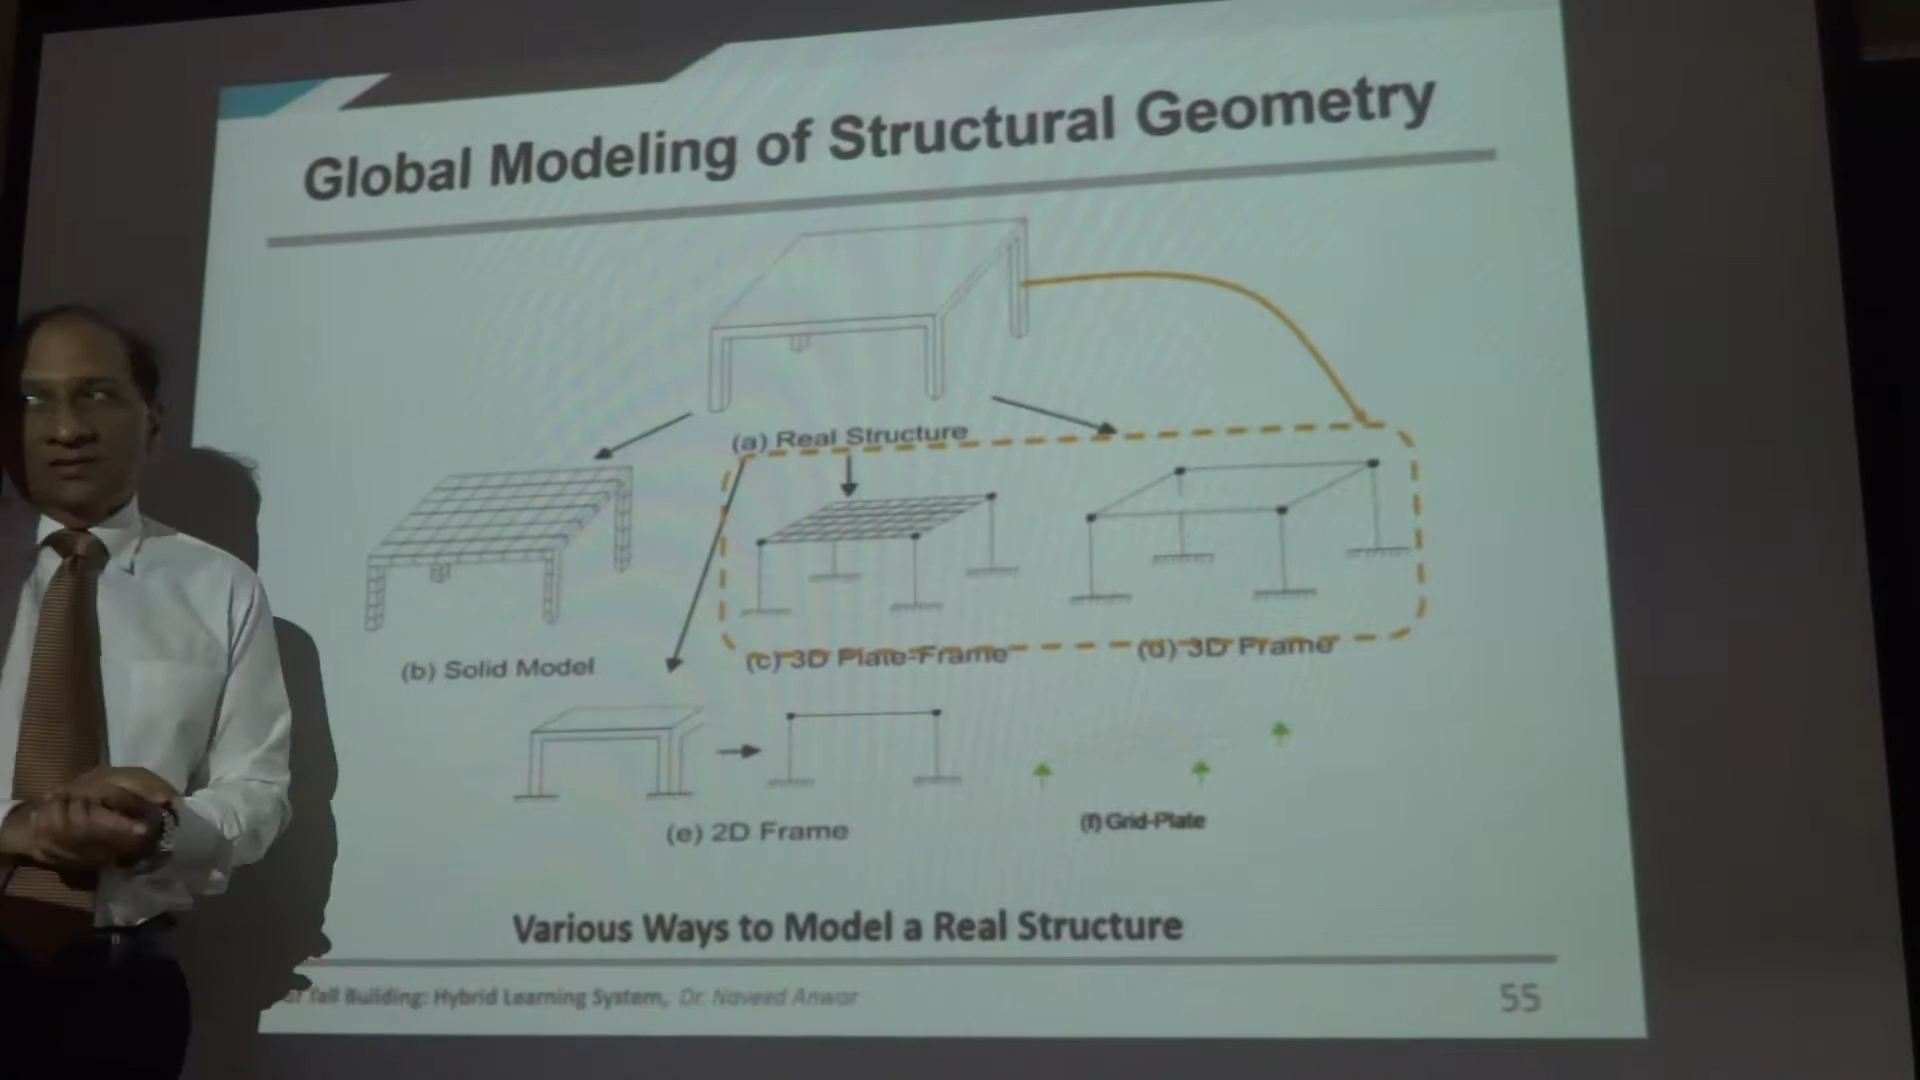 Global Modeling of Structural Geometry
(a) Real Structure
(b) Solid Model
(c) 3D Plate-Frame
(d) 3D Frame
(e) 2D Frame
(f) Grid-Plate
Various Ways to Model a Real Structure
Tall Building: Hybrid Learning System, Dr. Naveed Anwar
55